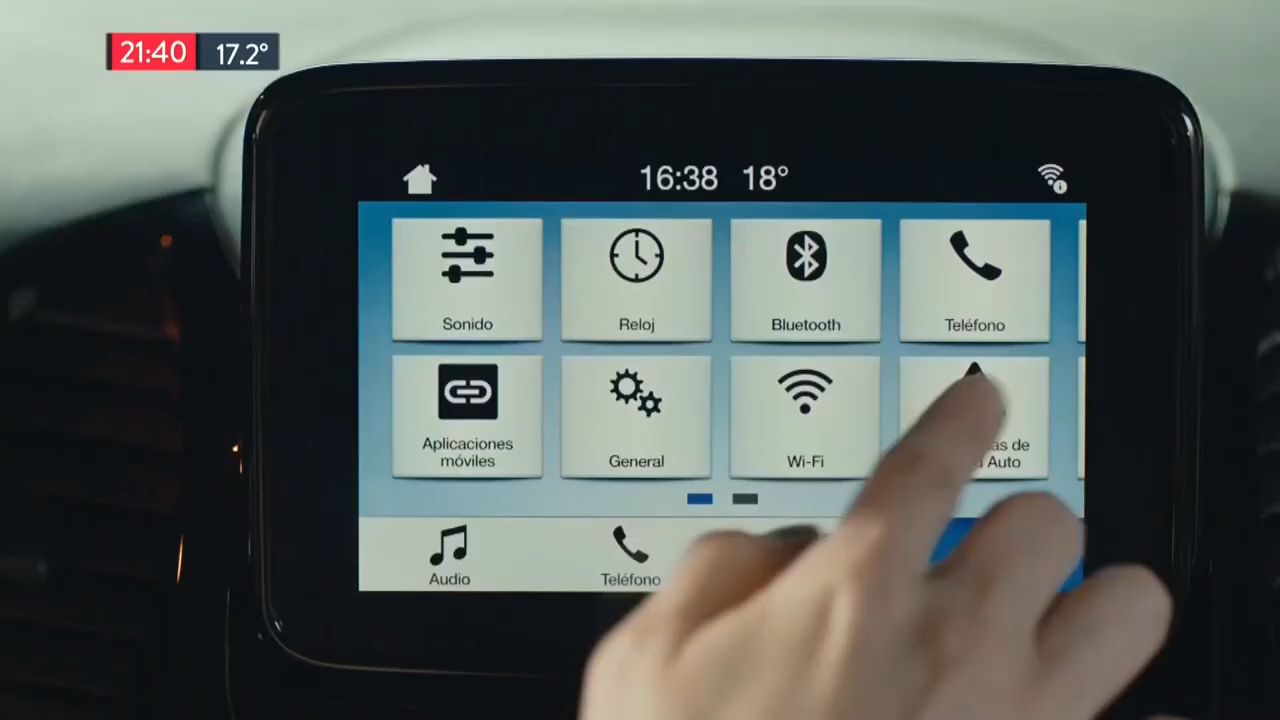 21:40 17.2°
16:38 18°
Sonido
Reloj
Bluetooth
Teléfono
Aplicaciones
móviles
General
Wi-Fi
de
Auto
Audio
Teléfono